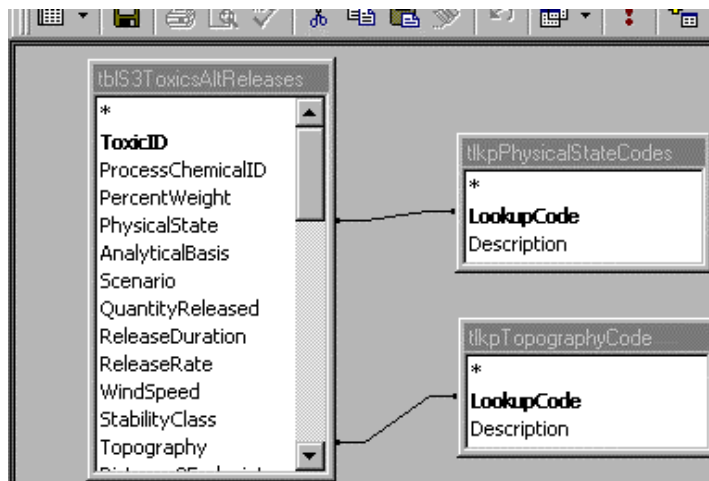 tblS3ToxicsAltReleases
*
ToxicID
ProcessChemicalID
PercentWeight
PhysicalState
AnalyticalBasis
Scenario
QuantityReleased
ReleaseDuration
ReleaseRate
WindSpeed
StabilityClass
Topography
tlkpPhysicalStateCodes
*
LookupCode
Description
tlkpTopographyCode
*
LookupCode
Description